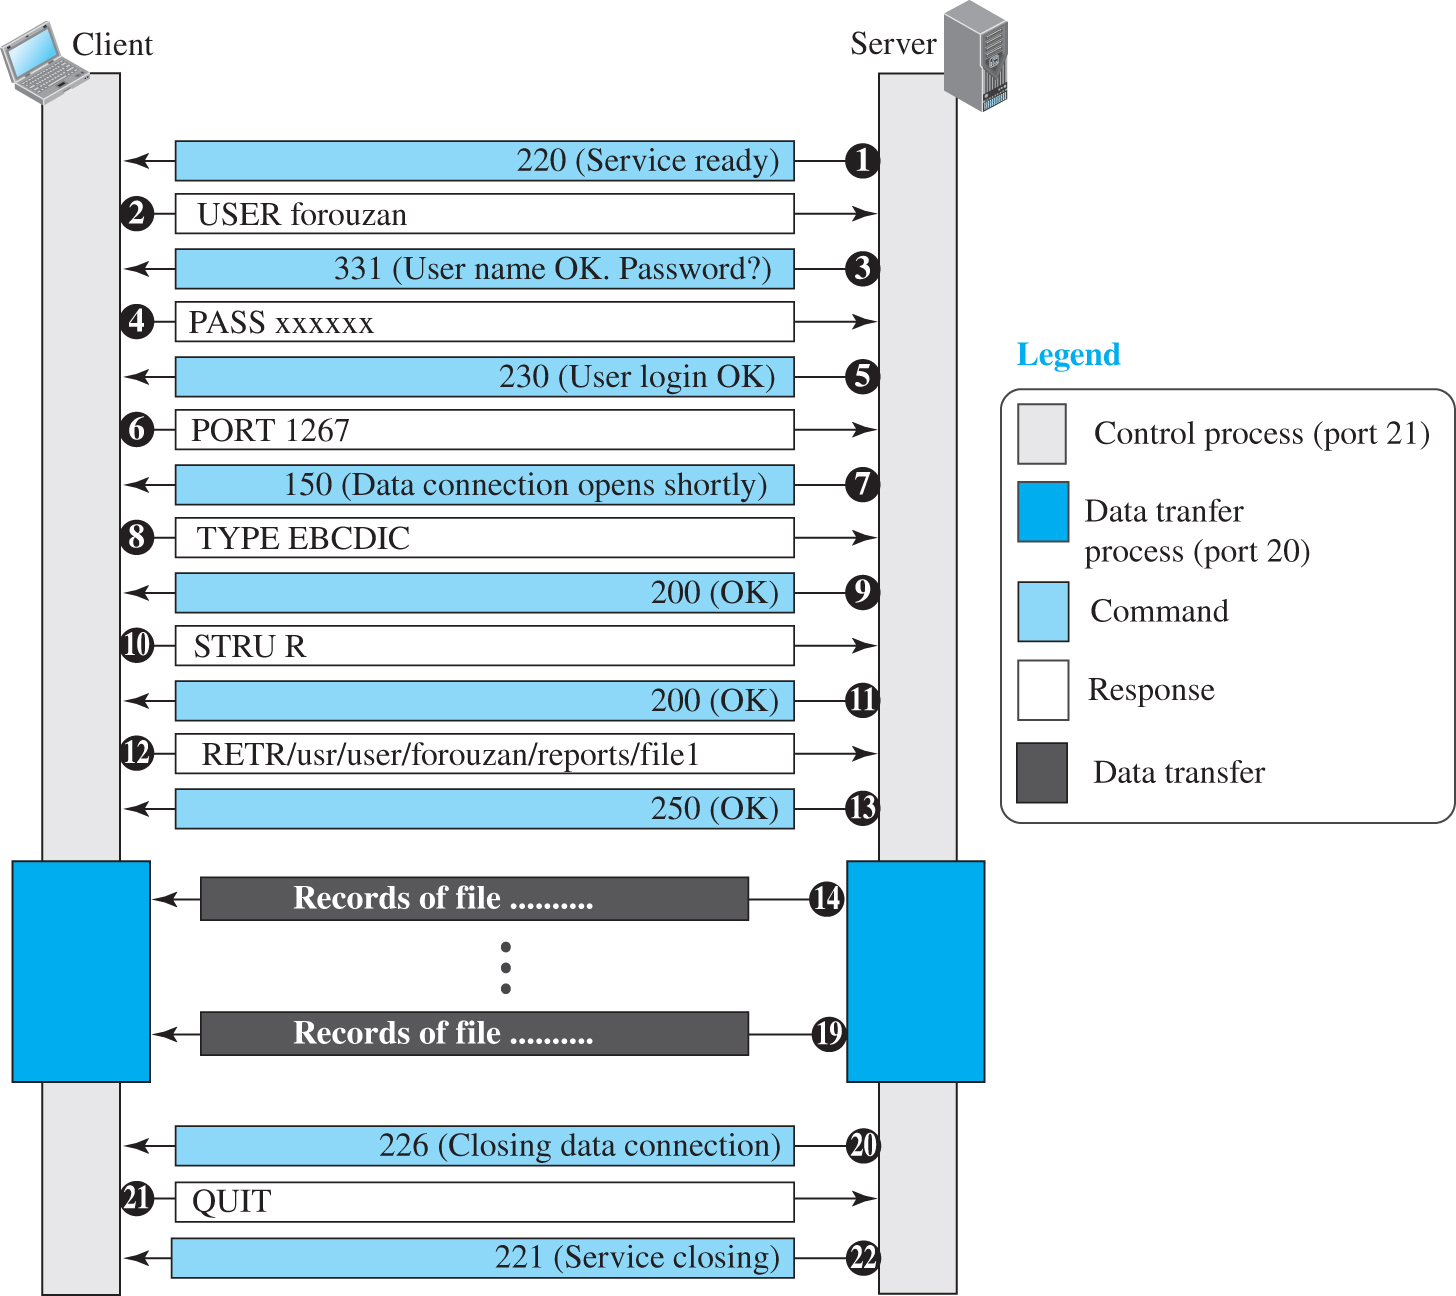 Client
Server
220 (Service ready)
1
2
USER forouzan
331 (User name OK. Password?)
3
4
PASS xxxxxx
230 (User login OK)
5
6
PORT 1267
150 (Data connection opens shortly)
7
8
TYPE EBCDIC
200 (OK)
9
10
STRU R
200 (OK)
11
12
RETR/usr/user/forouzan/reports/file1
250 (OK)
13
Records of file ..........
14
Records of file ..........
19
226 (Closing data connection)
20
21
QUIT
221 (Service closing)
22
Legend
Control process (port 21)
Data tranfer
process (port 20)
Command
Response
Data transfer